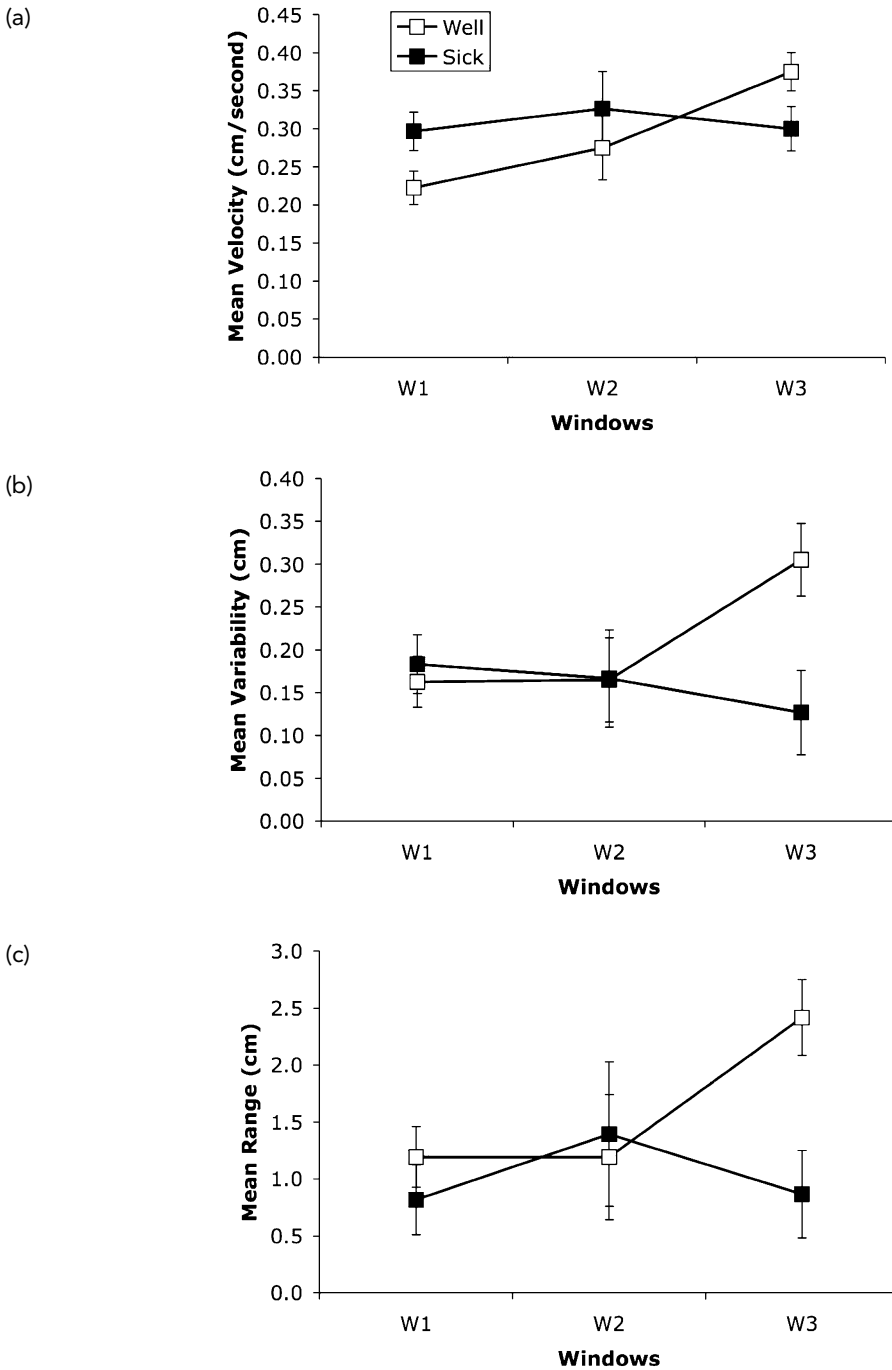 (a)
Well
Sick
Mean Velocity (cm/second)
0.45
0.40
0.35
0.30
0.25
0.20
0.15
0.10
0.05
0.00
W1 W2 W3
Windows
(b)
Mean Variability (cm)
0.40
0.35
0.30
0.25
0.20
0.15
0.10
0.05
0.00
W1 W2 W3
Windows
(c)
Mean Range (cm)
3.0
2.5
2.0
1.5
1.0
0.5
0.0
W1 W2 W3
Windows